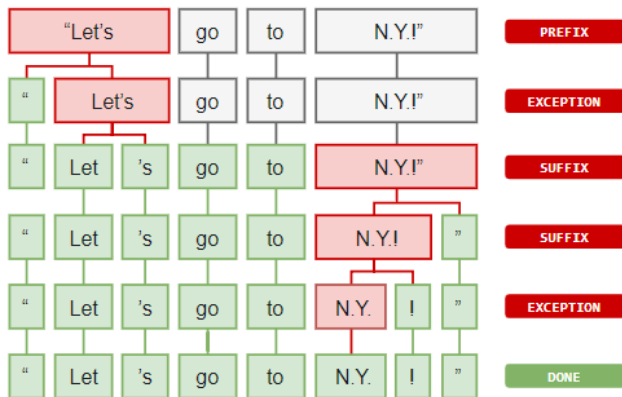 “Let's go to N.Y.!” PREFIX
“ Let's go to N.Y.!” EXCEPTION
“ Let 's go to N.Y.!” SUFFIX
“ Let 's go to N.Y.! ” SUFFIX
“ Let 's go to N.Y. ! ” EXCEPTION
“ Let 's go to N.Y. ! ” DONE